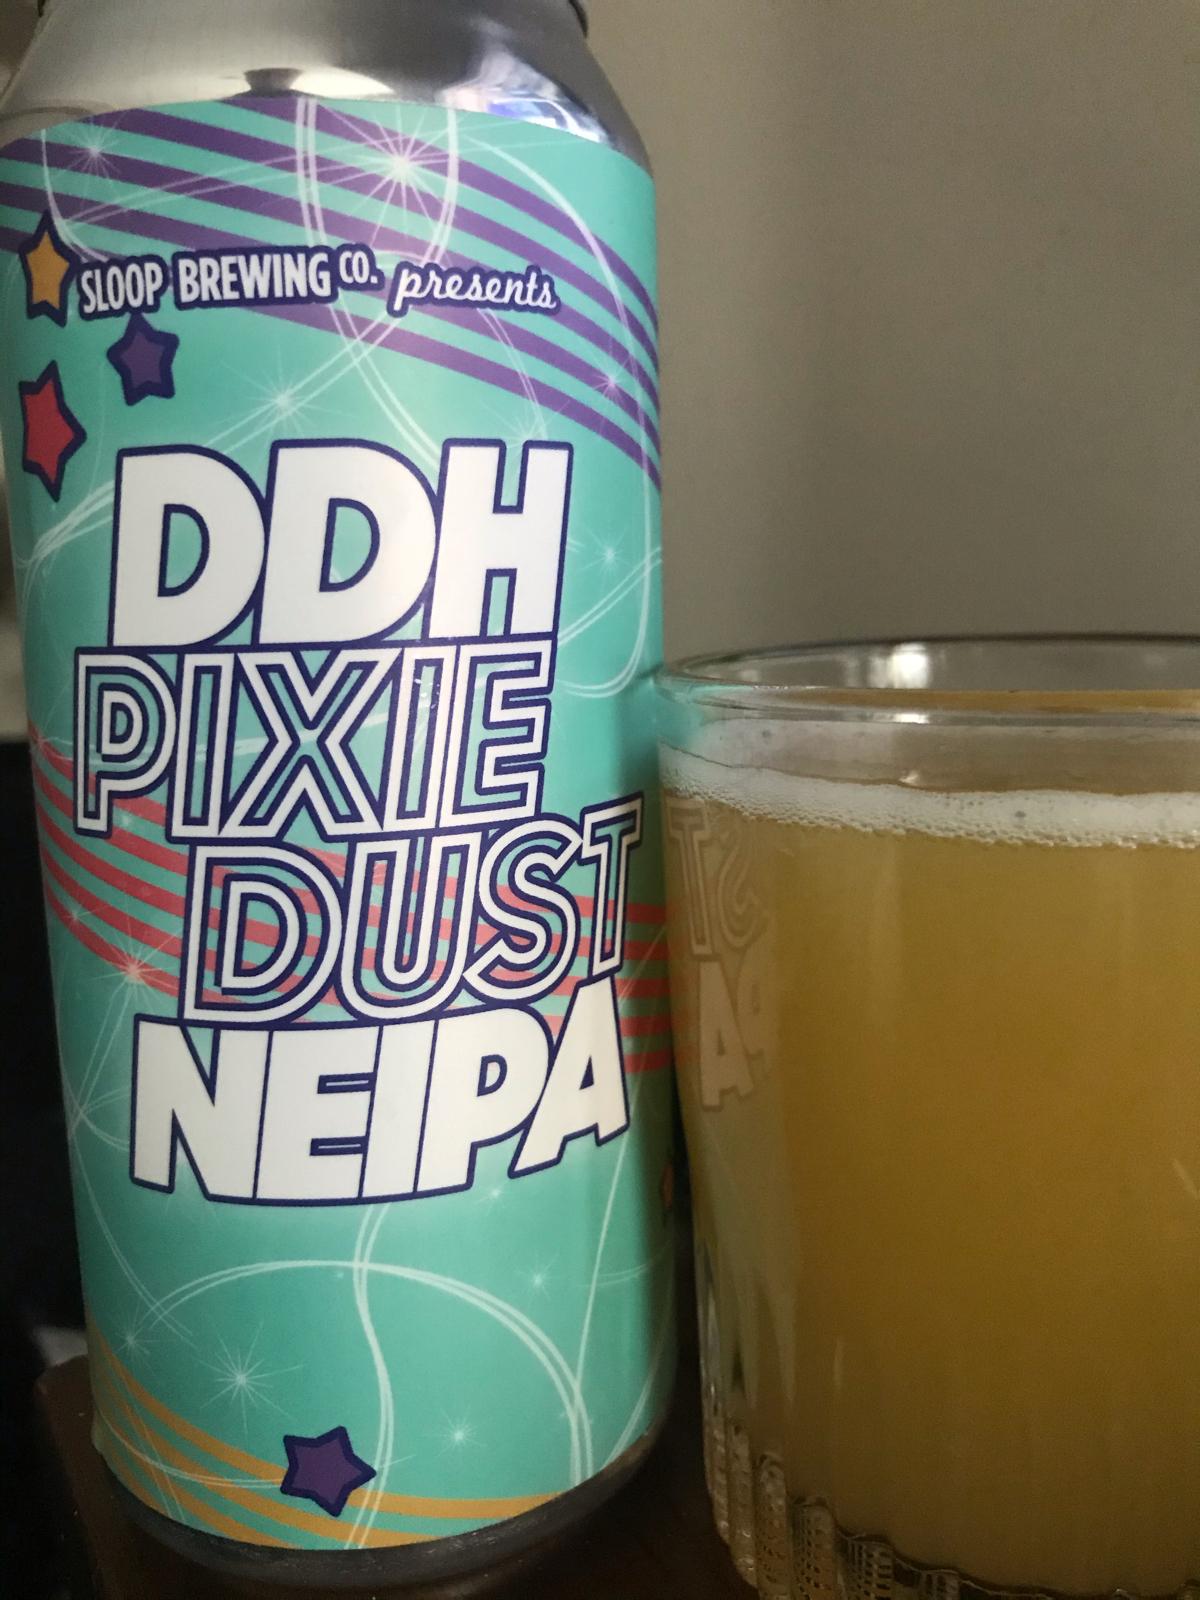 SLOOP BREWING CO. presents
DDH
PIXIE
DUST
NEIPA